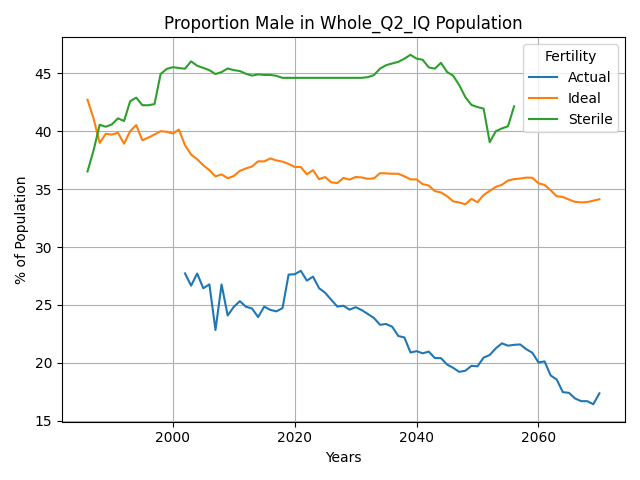 Proportion Male in Whole_Q2_IQ Population
Fertility
Actual
Ideal
Sterile
% of Population
45
40
35
30
25
20
15
2000
2020
2040
2060
Years